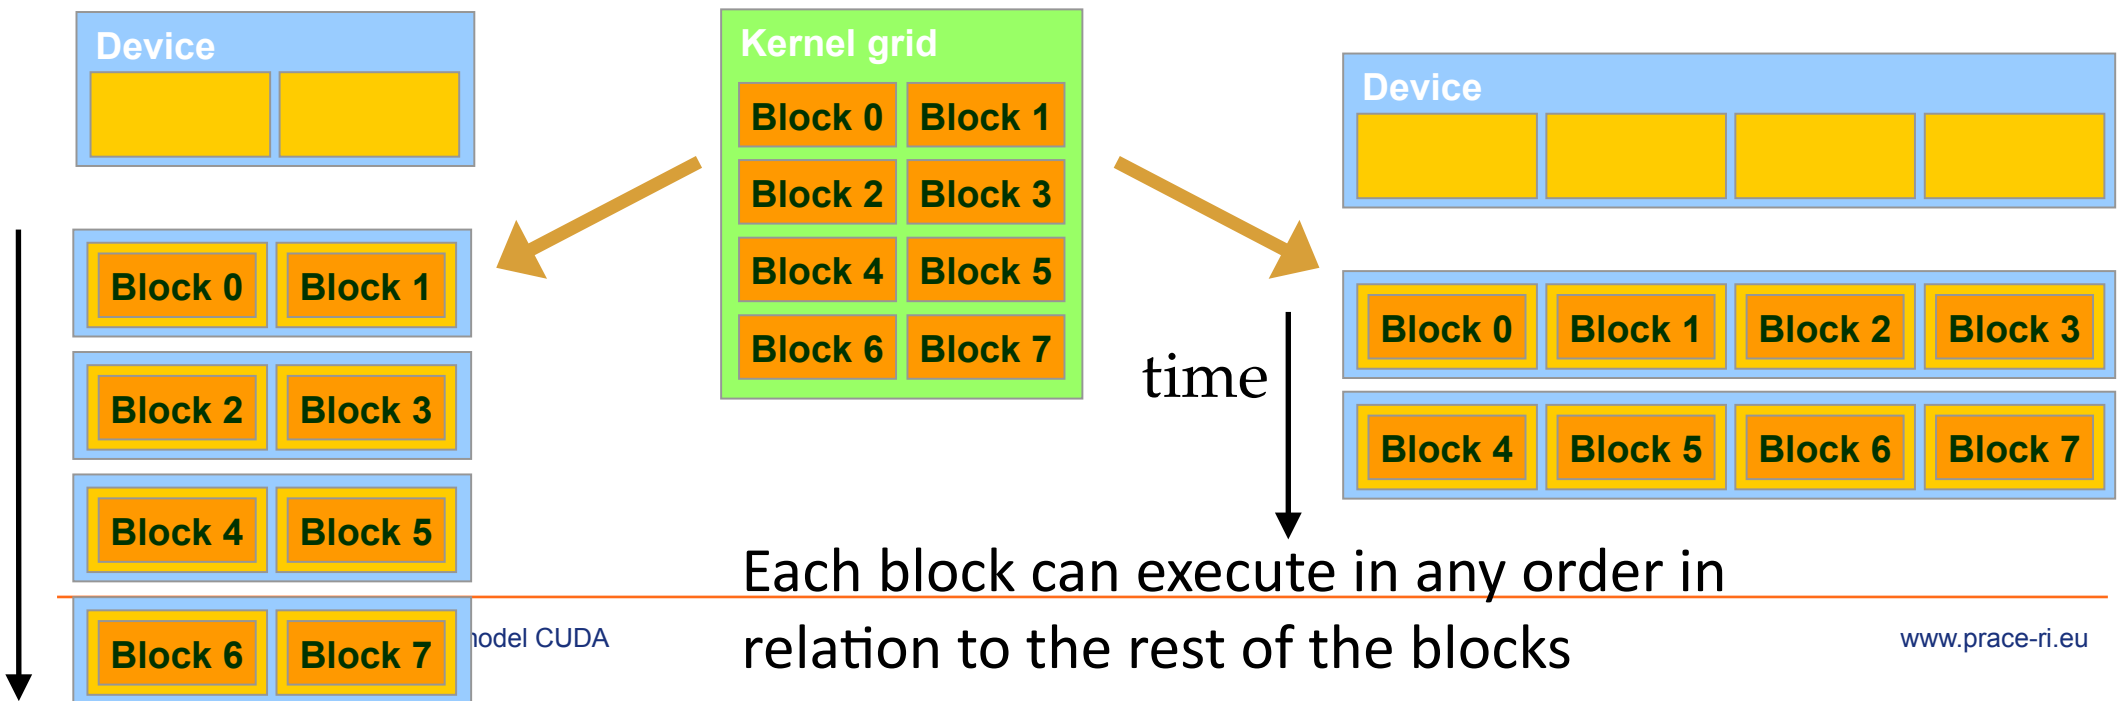 Device
Block 0 Block 1
Block 2 Block 3
Block 4 Block 5
Block 6 Block 7
Kernel grid
Block 0 Block 1
Block 2 Block 3
Block 4 Block 5
Block 6 Block 7
Device
time
Block 0 Block 1 Block 2 Block 3
Block 4 Block 5 Block 6 Block 7
Each block can execute in any order in
relation to the rest of the blocks
CUDA
www.prace-ri.eu